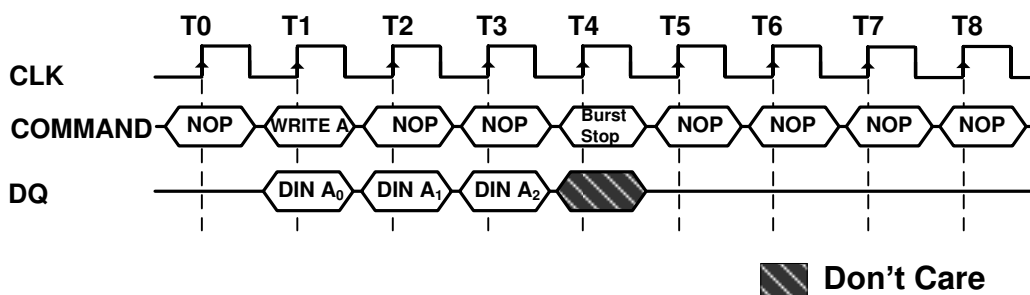 T0 T1 T2 T3 T4 T5 T6 T7 T8
CLK
COMMAND NOP WRITE A NOP NOP Burst Stop NOP NOP NOP NOP
DQ DIN A0 DIN A1 DIN A2
Don't Care